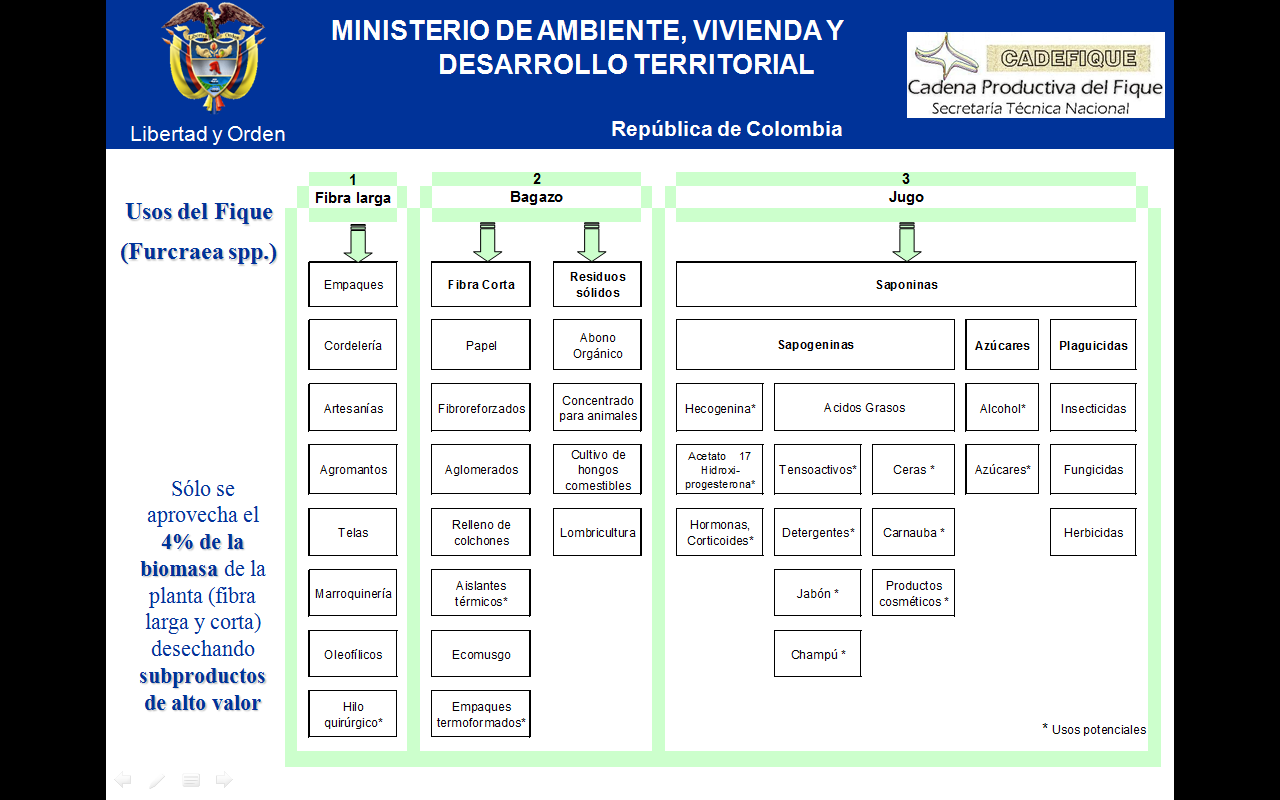 MINISTERIO DE AMBIENTE, VIVIENDA Y
DESARROLLO TERRITORIAL
Libertad y Orden
República de Colombia
CADEFIQUE
Cadena Productiva del Fique
Secretaria Técnica Nacional
Usos del Fique
(Furcraea spp.)
Sólo se
aprovecha el
4% de la
biomasa de la
planta (fibra
larga y corta)
desechando
subproductos
de alto valor
1
Fibra larga
Empaques
Cordelería
Artesanías
Agromantos
Telas
Marroquinería
Oleofílicos
Hilo
quirúrgico*
2
Bagazo
Fibra Corta
Papel
Fibroreforzados
Aglomerados
Relleno de
colchones
Aislantes
térmicos*
Ecomusgo
Empaques
termoformados*
Residuos
sólidos
Abono
Orgánico
Concentrado
para animales
Cultivo de
hongos
comestibles
Lombricultura
3
Jugo
Saponinas
Sapogeninas
Hecogenina*
Acetato 17
Hidroxi-
progesterona*
Hormonas,
Corticoides*
Acidos Grasos
Tensoactivos*
Detergentes*
Jabón *
Champú *
Ceras *
Carnauba *
Productos
cosméticos *
Azúcares
Alcohol*
Azúcares*
Plaguicidas
Insecticidas
Fungicidas
Herbicidas
* Usos potenciales